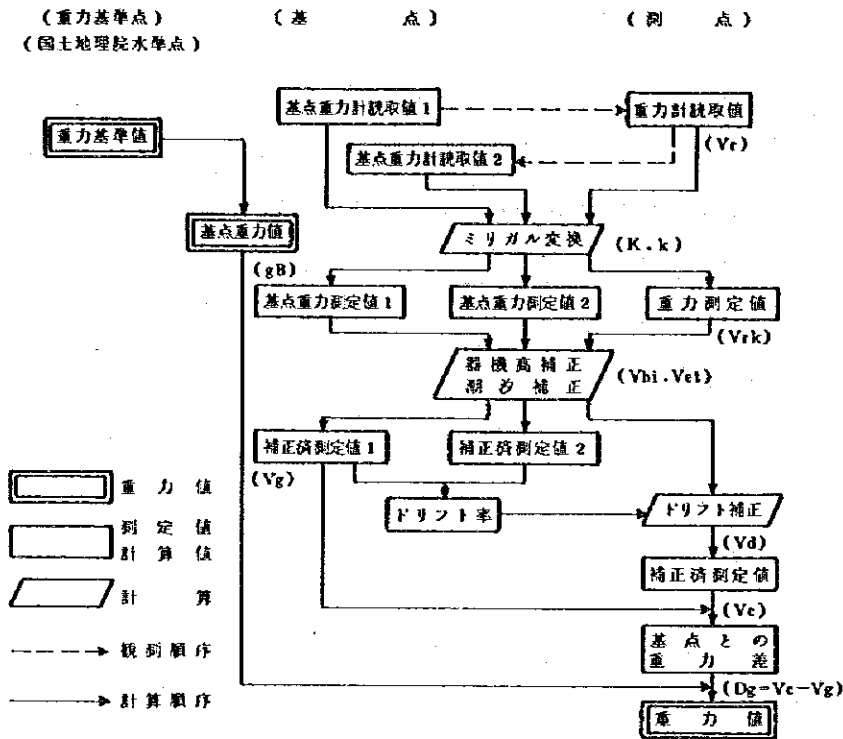 (重力基準点)
(国土地理院水準点)
(基 点)
(測 点)
基点重力計読取値1
重力計読取値
(Vr)
重力基準値
基点重力計読取値2
基点重力値
(gB)
ミリガル変換
(K.k)
基点重力測定値1
基点重力測定値2
重力測定値
(Vrk)
器機高補正
潮汐補正
(Vhi.Vet)
補正済測定値1
(Vg)
補正済測定値2
ドリフト率
ドリフト補正
(Vd)
補正済測定値
(Vc)
基点との
重力差
(Dg=Vc-Vg)
重力値
重力値
測定値
計算値
計算
観測順序
計算順序